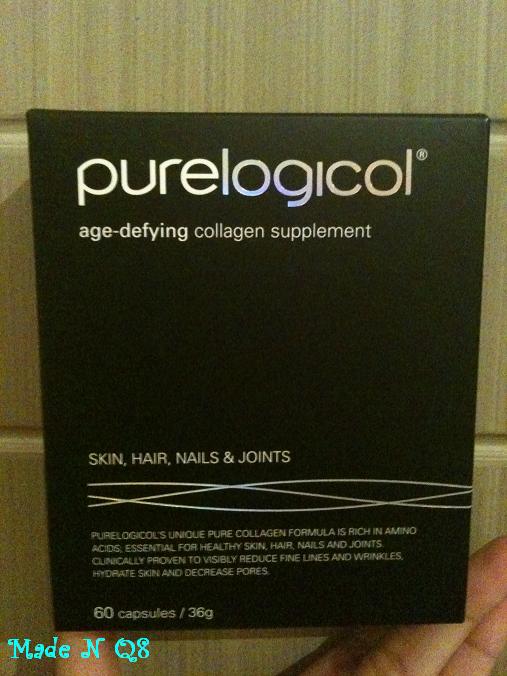 purelogicol®
age-defying collagen supplement
SKIN, HAIR, NAILS & JOINTS
PURELOGICOL'S UNIQUE PURE COLLAGEN FORMULA IS RICH IN AMINO
ACIDS; ESSENTIAL FOR HEALTHY SKIN, HAIR, NAILS AND JOINTS.
CLINICALLY PROVEN TO VISIBLY REDUCE FINE LINES AND WRINKLES,
HYDRATE SKIN AND DECREASE PORES.
60 capsules / 36g
Made N Q8